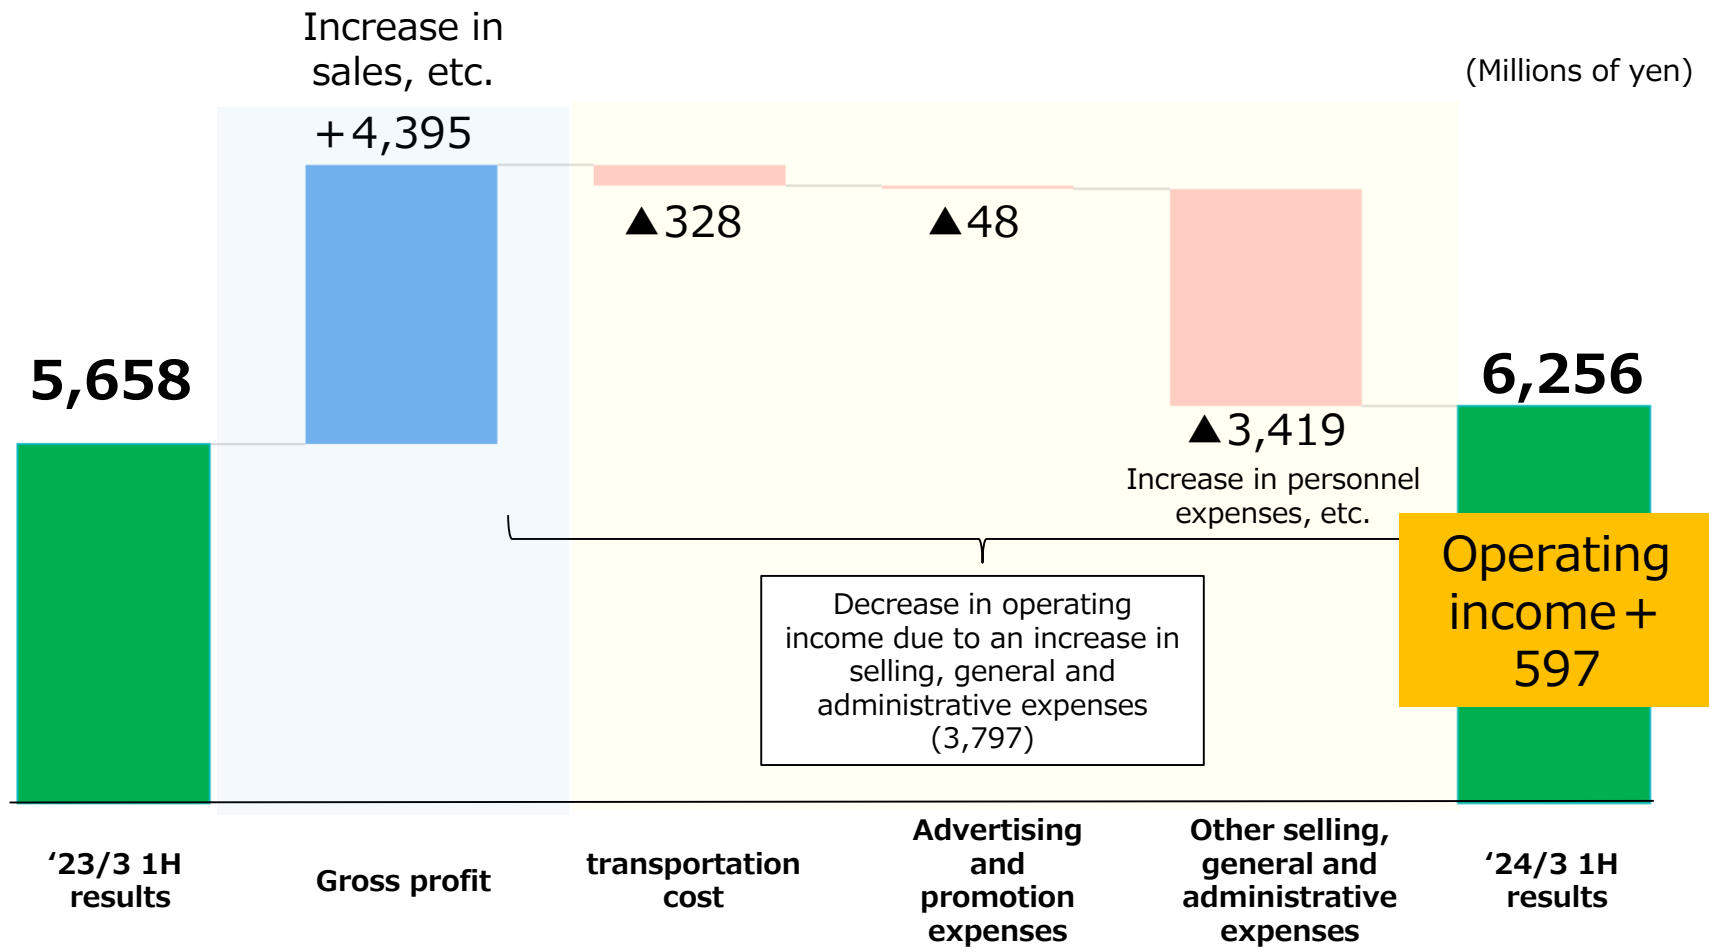 Increase in
sales, etc.
(Millions of yen)
+4,395
▲328
▲48
5,658
6,256
▲3,419
Increase in personnel
expenses, etc.
Operating
income+
597
Decrease in operating
income due to an increase in
selling, general and
administrative expenses
(3,797)
‘23/3 1H
results
Gross profit
transportation
cost
Advertising
and
promotion
expenses
Other selling,
general and
administrative
expenses
‘24/3 1H
results